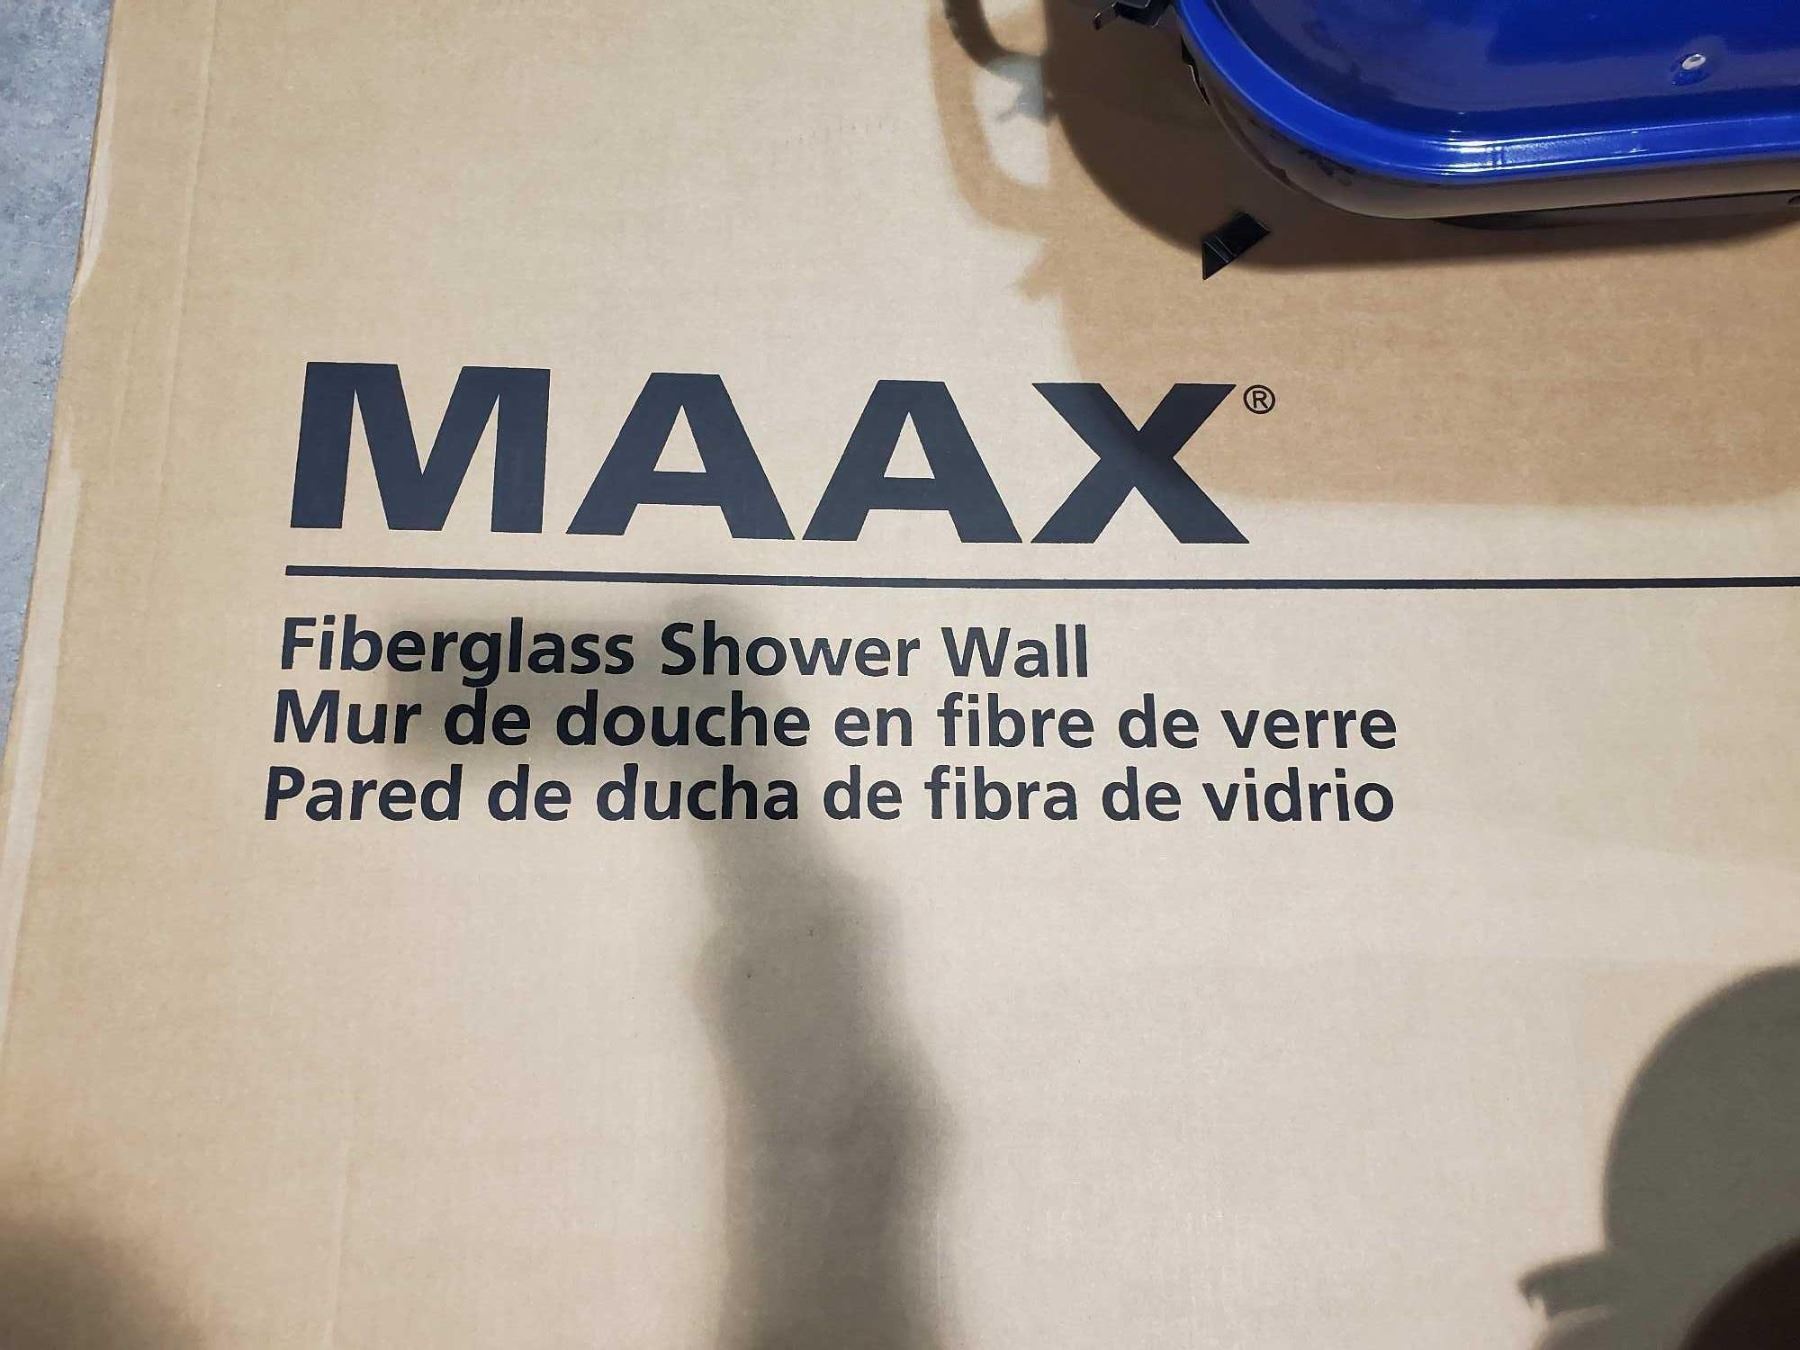 MAAX®
Fiberglass Shower Wall
Mur de douche en fibre de verre
Pared de ducha de fibra de vidrio